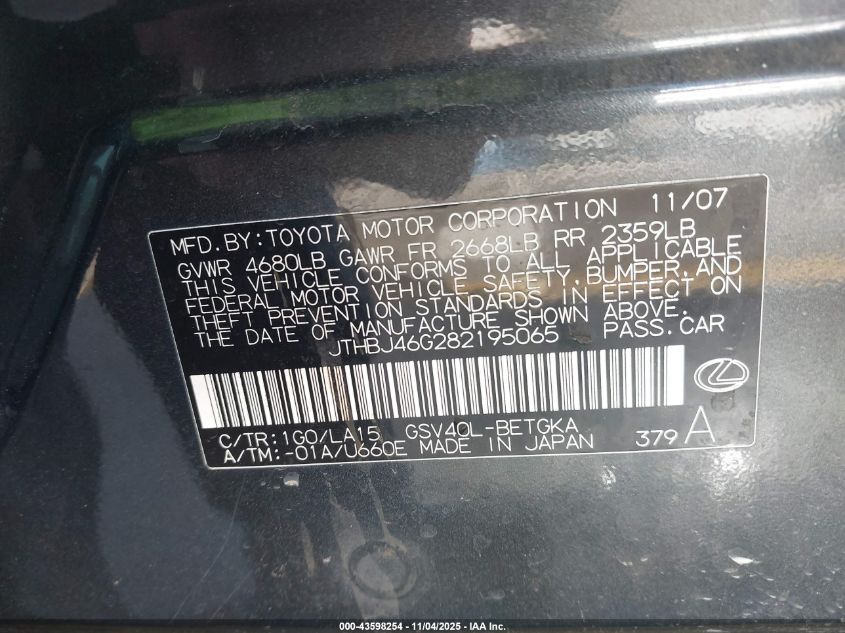 MFD. BY: TOYOTA MOTOR CORPORATION 11/07
GVWR 4680LB GAWR FR 2668LB RR 2359LB
THIS VEHICLE CONFORMS TO ALL APPLICABLE
FEDERAL MOTOR VEHICLE SAFETY, BUMPER, AND
THEFT PREVENTION STANDARDS IN EFFECT ON
THE DATE OF MANUFACTURE SHOWN ABOVE.
JTHBJ46G282195065 PASS. CAR
C/TR: 1G0/LA15 GSV40L-BETGKA
A/TM: -01A/U660E MADE IN JAPAN 379 A
000-43598254 - 11/04/2025 - IAA Inc.